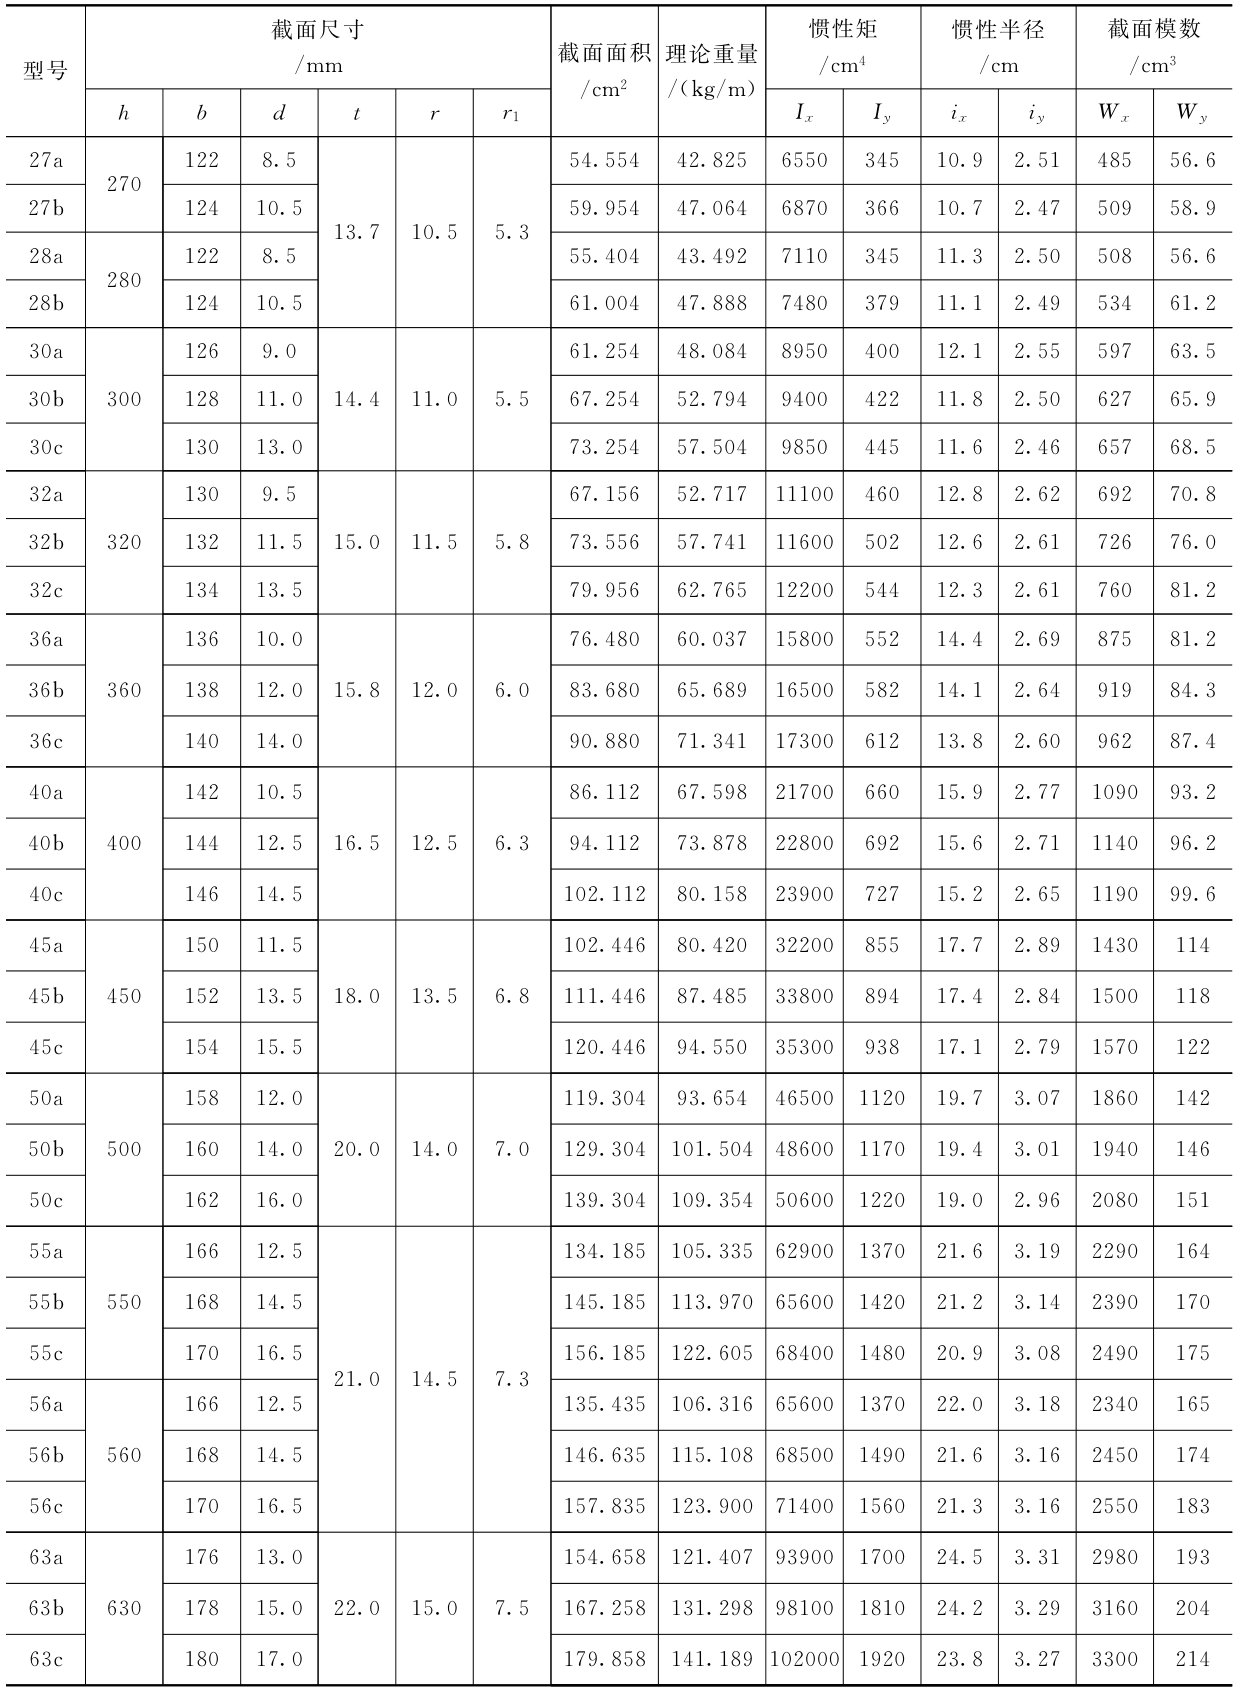 型号 截面尺寸 /mm 截面面积 /cm² 理论重量 /(kg/m) 惯性矩 /cm⁴ 惯性半径 /cm 截面模数 /cm³
h b d t r r₁ Iₓ I_y iₓ i_y Wₓ W_y
27a 270 122 8.5 13.7 10.5 5.3 54.554 42.825 6550 345 10.9 2.51 485 56.6
27b 124 10.5 59.954 47.064 6870 366 10.7 2.47 509 58.9
28a 280 122 8.5 55.404 43.492 7110 345 11.3 2.50 508 56.6
28b 124 10.5 61.004 47.888 7480 379 11.1 2.49 534 61.2
30a 126 9.0 61.254 48.084 8950 400 12.1 2.55 597 63.5
30b 300 128 11.0 14.4 11.0 5.5 67.254 52.794 9400 422 11.8 2.50 627 65.9
30c 130 13.0 73.254 57.504 9850 445 11.6 2.46 657 68.5
32a 130 9.5 67.156 52.717 11100 460 12.8 2.62 692 70.8
32b 320 132 11.5 15.0 11.5 5.8 73.556 57.741 11600 502 12.6 2.61 726 76.0
32c 134 13.5 79.956 62.765 12200 544 12.3 2.61 760 81.2
36a 136 10.0 76.480 60.037 15800 552 14.4 2.69 875 81.2
36b 360 138 12.0 15.8 12.0 6.0 83.680 65.689 16500 582 14.1 2.64 919 84.3
36c 140 14.0 90.880 71.341 17300 612 13.8 2.60 962 87.4
40a 142 10.5 86.112 67.598 21700 660 15.9 2.77 1090 93.2
40b 400 144 12.5 16.5 12.5 6.3 94.112 73.878 22800 692 15.6 2.71 1140 96.2
40c 146 14.5 102.112 80.158 23900 727 15.2 2.65 1190 99.6
45a 150 11.5 102.446 80.420 32200 855 17.7 2.89 1430 114
45b 450 152 13.5 18.0 13.5 6.8 111.446 87.485 33800 894 17.4 2.84 1500 118
45c 154 15.5 120.446 94.550 35300 938 17.1 2.79 1570 122
50a 158 12.0 119.304 93.654 46500 1120 19.7 3.07 1860 142
50b 500 160 14.0 20.0 14.0 7.0 129.304 101.504 48600 1170 19.4 3.01 1940 146
50c 162 16.0 139.304 109.354 50600 1220 19.0 2.96 2080 151
55a 166 12.5 134.185 105.335 62900 1370 21.6 3.19 2290 164
55b 550 168 14.5 145.185 113.970 65600 1420 21.2 3.14 2390 170
55c 170 16.5 21.0 14.5 7.3 156.185 122.605 68400 1480 20.9 3.08 2490 175
56a 166 12.5 135.435 106.316 65600 1370 22.0 3.18 2340 165
56b 560 168 14.5 146.635 115.108 68500 1490 21.6 3.16 2450 174
56c 170 16.5 157.835 123.900 71400 1560 21.3 3.16 2550 183
63a 176 13.0 154.658 121.407 93900 1700 24.5 3.31 2980 193
63b 630 178 15.0 22.0 15.0 7.5 167.258 131.298 98100 1810 24.2 3.29 3160 204
63c 180 17.0 179.858 141.189 102000 1920 23.8 3.27 3300 214